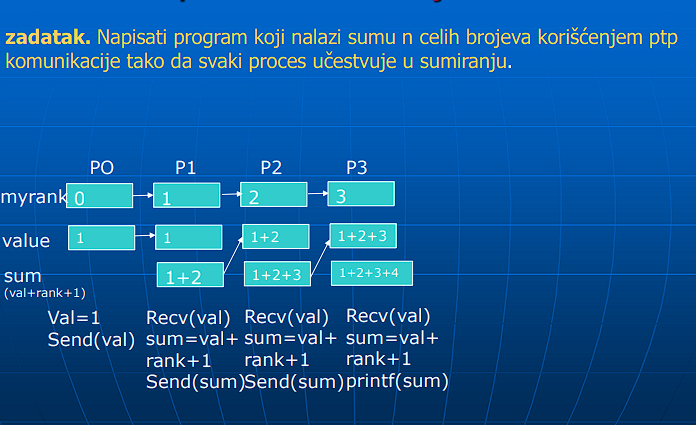 zadatak. Napisati program koji nalazi sumu n celih brojeva korišćenjem ptp
komunikacije tako da svaki proces učestvuje u sumiranju.
PO P1 P2 P3
myrank 0 1 2 3
value 1 1 1+2 1+2+3
sum 1+2 1+2+3 1+2+3+4
(val+rank+1)
Val=1 Recv(val) Recv(val) Recv(val)
Send(val) sum=val+ sum=val+ sum=val+
rank+1 rank+1 rank+1
Send(sum) Send(sum) printf(sum)